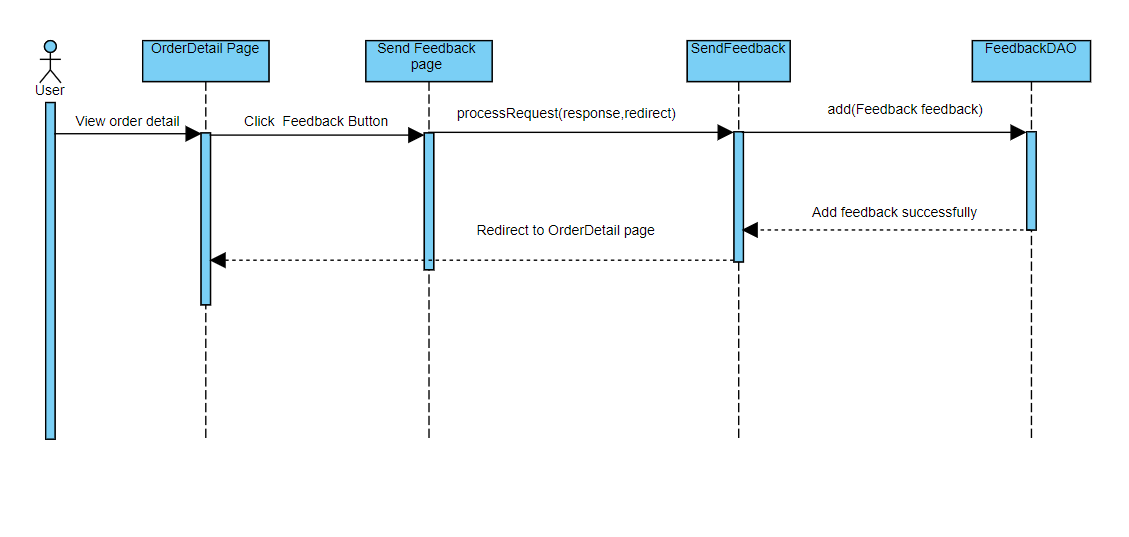 OrderDetail Page
Send Feedback
page
SendFeedback
FeedbackDAO
User
View order detail
Click  Feedback Button
processRequest(response,redirect)
add(Feedback feedback)
Add feedback successfully
Redirect to OrderDetail page